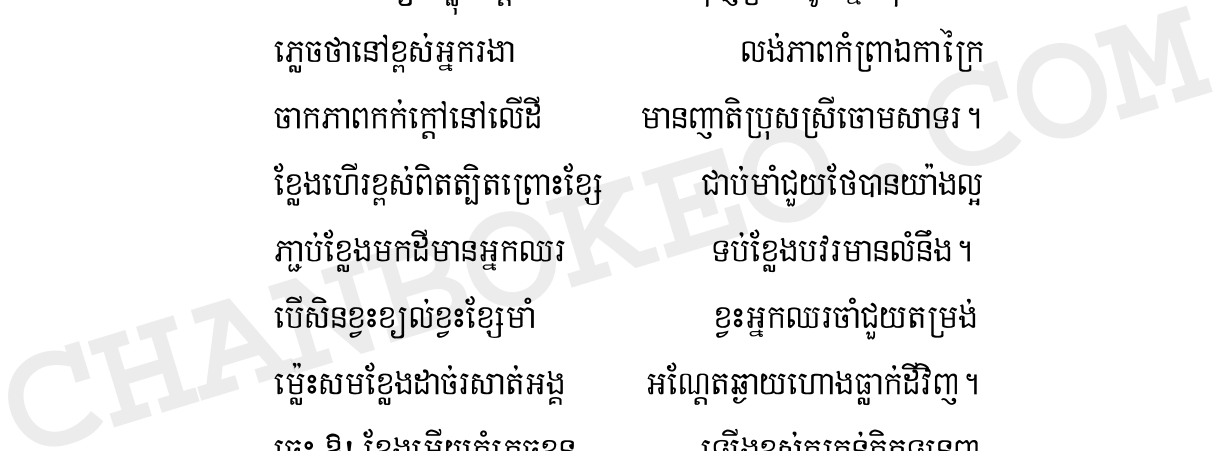 ភ្លេចថានៅខ្ពស់អ្នករងា លង់ភាពកំព្រាឯកាក្រៃ
ចាកភាពកក់ក្ដៅនៅលើដី មានញាតិប្រុសស្រីចោមសាទរ។
ខ្លែងហើរខ្ពស់ពិតត្បិតព្រោះខ្សែ ជាប់មាំជួយថែបានយ៉ាងល្អ
ភ្ជាប់ខ្លែងមកដីមានអ្នកឈរ ទប់ខ្លែងបវរមានលំនឹង។
បើសិនខ្វះខ្យល់ខ្វះខ្សែមាំ ខ្វះអ្នកឈរចាំជួយតម្រង់
ម៉្លេះសមខ្លែងដាច់រសាត់អង្គ អណ្ដែតឆ្ងាយហោងធ្លាក់ដីវិញ។
CHANBOKEO.COM